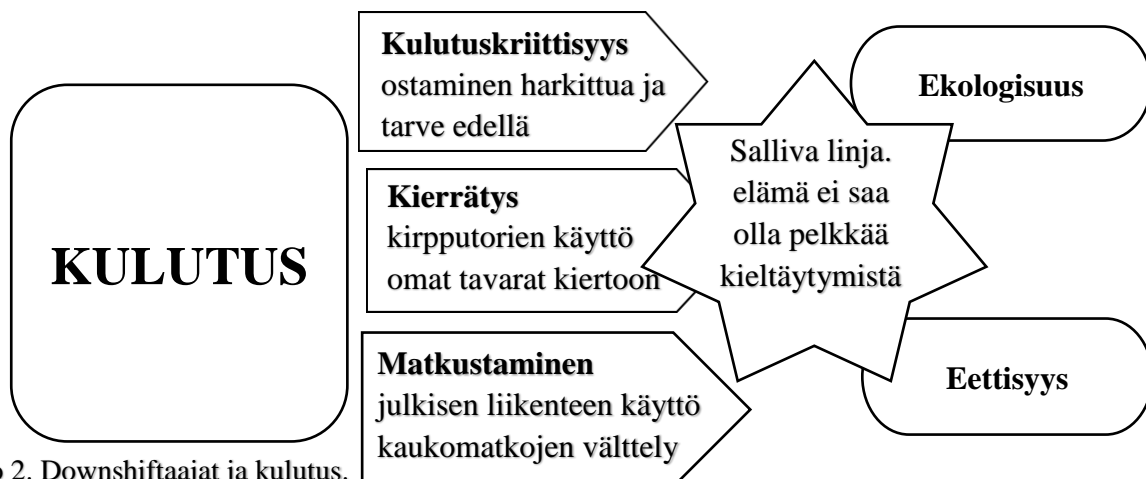 KULUTUS
Kulutuskriittisyys
ostaminen harkittua ja
tarve edellä
Kierrätys
kirpputorien käyttö
omat tavarat kiertoon
Matkustaminen
julkisen liikenteen käyttö
kaukomatkojen välttely
Salliva linja.
elämä ei saa
olla pelkkää
kieltäytymistä
Ekologisuus
Eettisyys
2. Downshiftaajat ja kulutus.